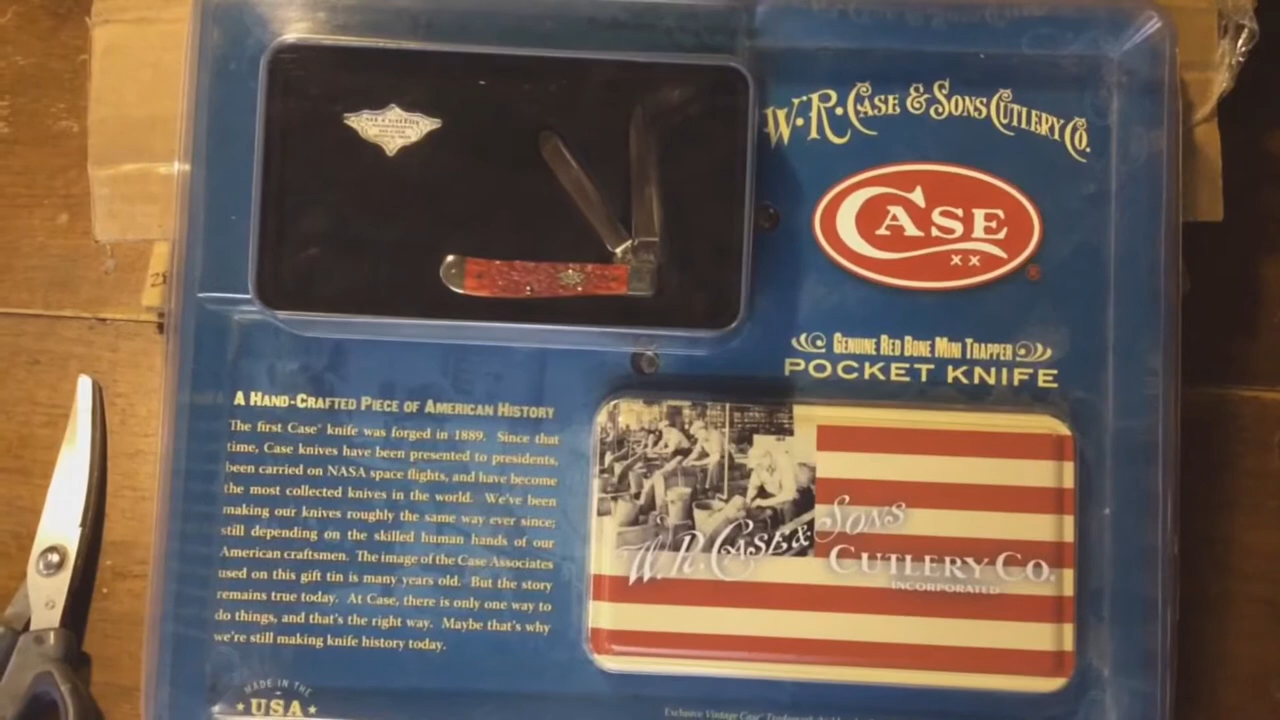 W.R. CASE & SONS CUTLERY CO.
CASE
XX
®
GENUINE RED BONE MINI TRAPPER
POCKET KNIFE
A HAND-CRAFTED PIECE OF AMERICAN HISTORY
The first Case® knife was forged in 1889. Since that
time, Case knives have been presented to presidents,
been carried on NASA space flights, and have become
the most collected knives in the world. We've been
making our knives roughly the same way ever since;
still depending on the skilled human hands of our
American craftsmen. The image of the Case Associates
used on this gift tin is many years old. But the story
remains true today. At Case, there is only one way to
do things, and that's the right way. Maybe that's why
we're still making knife history today.
W.R. CASE & SONS
CUTLERY CO.
INCORPORATED
MADE IN THE
USA
Exclusive Vintage Case